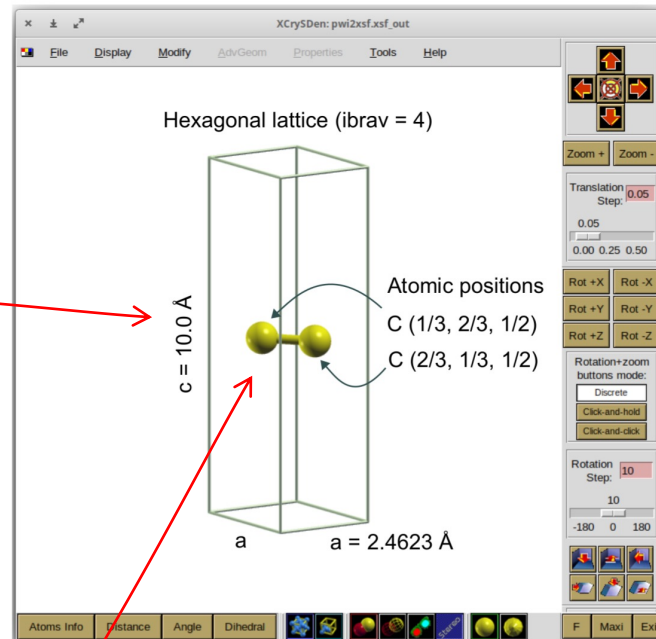 XCrySDen: pwi2xsf.xsf_out
File Display Modify AdvGeom Properties Tools Help
Hexagonal lattice (ibrav = 4)
c = 10.0 Å
Atomic positions
C (1/3, 2/3, 1/2)
C (2/3, 1/3, 1/2)
a
a = 2.4623 Å
Zoom + Zoom -
Translation
Step: 0.05
0.05
0.00 0.25 0.50
Rot +X Rot -X
Rot +Y Rot -Y
Rot +Z Rot -Z
Rotation+zoom
buttons mode:
Discrete
Click-and-hold
Click-and-click
Rotation
Step: 10
10
-180 0 180
Atoms Info Distance Angle Dihedral Stereo F Maxi Exi